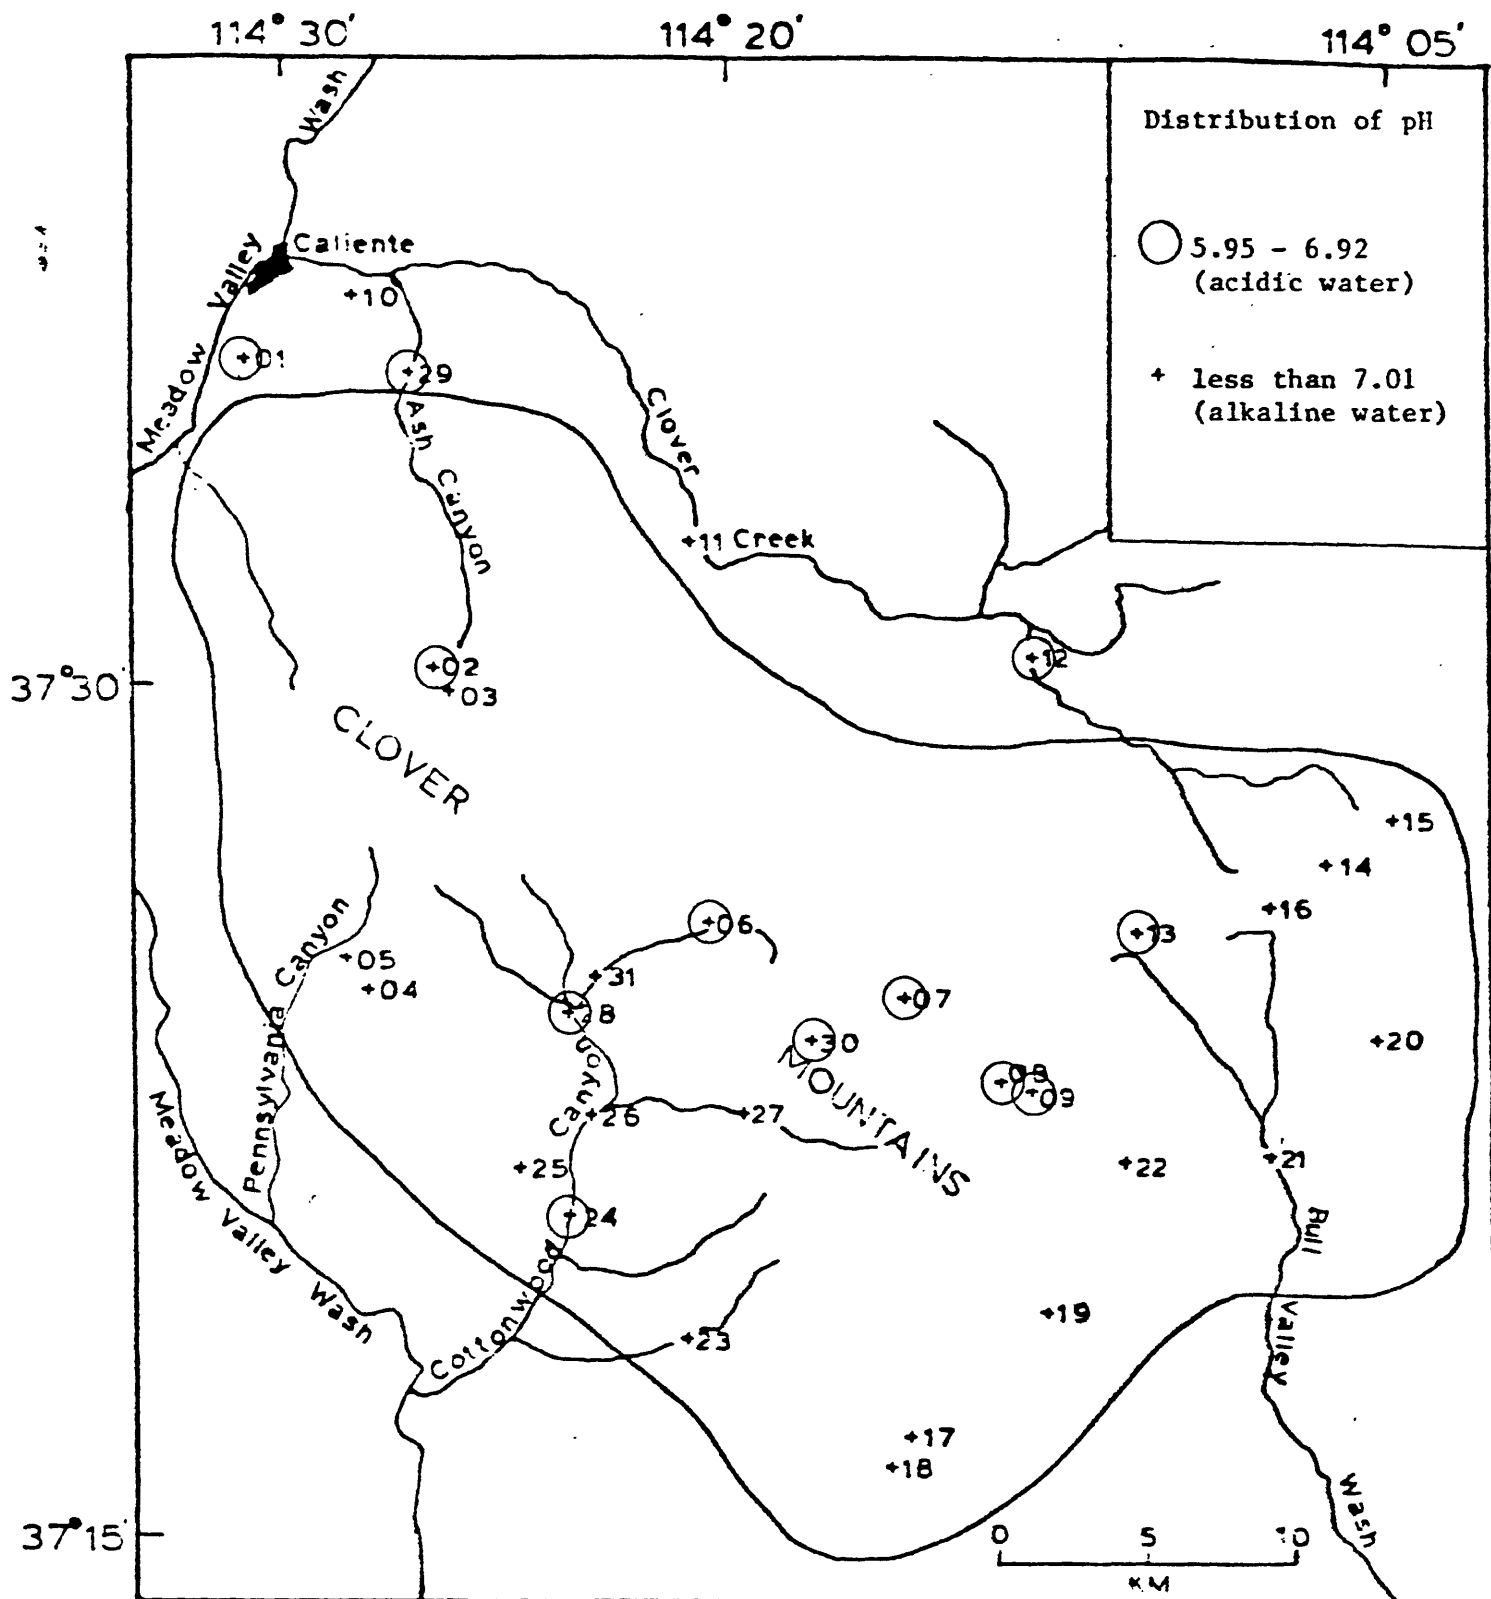 114° 30' 114° 20' 114° 05'
Distribution of pH
5.95 - 6.92
(acidic water)
+ less than 7.01
(alkaline water)
Wash
Caliente
Valley
Meadow
+10
+01
+29
Ash Canyon
Clover
+11 Creek
+12
37°30'
+02
+03
CLOVER
+15
+14
+16
+13
+06
Pennsylvania Canyon
+05
+04
+31
+28
+07
+30
+20
MOUNTAINS
+08
+09
Canyon
+26
+27
+25
+22
+21
+24
Meadow Valley Wash
Cottonwood
+23
+19
Bull Valley Wash
+17
+18
37°15'
0 5 10
KM